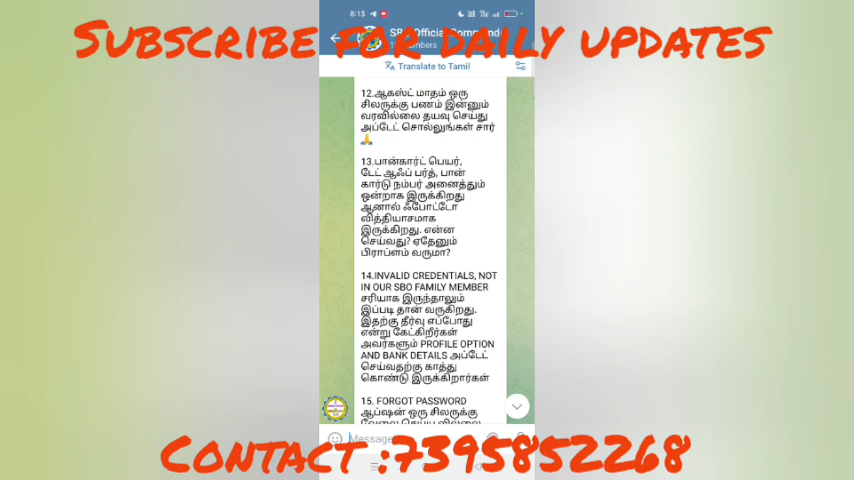 SUBSCRIBE FOR DAILY UPDATES
8:15
Translate to Tamil
12.ஆகஸ்ட் மாதம் ஒரு
சிலருக்கு பணம் இன்னும்
வரவில்லை தயவு செய்து
அப்டேட் சொல்லுங்கள் சார்
🙏
13.பான்கார்ட் பெயர்,
டேட் ஆஃப் பர்த், பான்
கார்டு நம்பர் அனைத்தும்
ஒன்றாக இருக்கிறது
ஆனால் ஃபோட்டோ
வித்தியாசமாக
இருக்கிறது. என்ன
செய்வது? ஏதேனும்
பிராப்ளம் வருமா?
14.INVALID CREDENTIALS, NOT
IN OUR SBO FAMILY MEMBER
சரியாக இருந்தாலும்
இப்படி தான் வருகிறது.
இதற்கு தீர்வு எப்போது
என்று கேட்கிறீர்கள்
அவர்களும் PROFILE OPTION
AND BANK DETAILS அப்டேட்
செய்வதற்கு காத்து
கொண்டு இருக்கிறார்கள்
15. FORGOT PASSWORD
ஆப்ஷன் ஒரு சிலருக்கு
வேலை செய்ய வில்லை
Message
CONTACT :7395852268